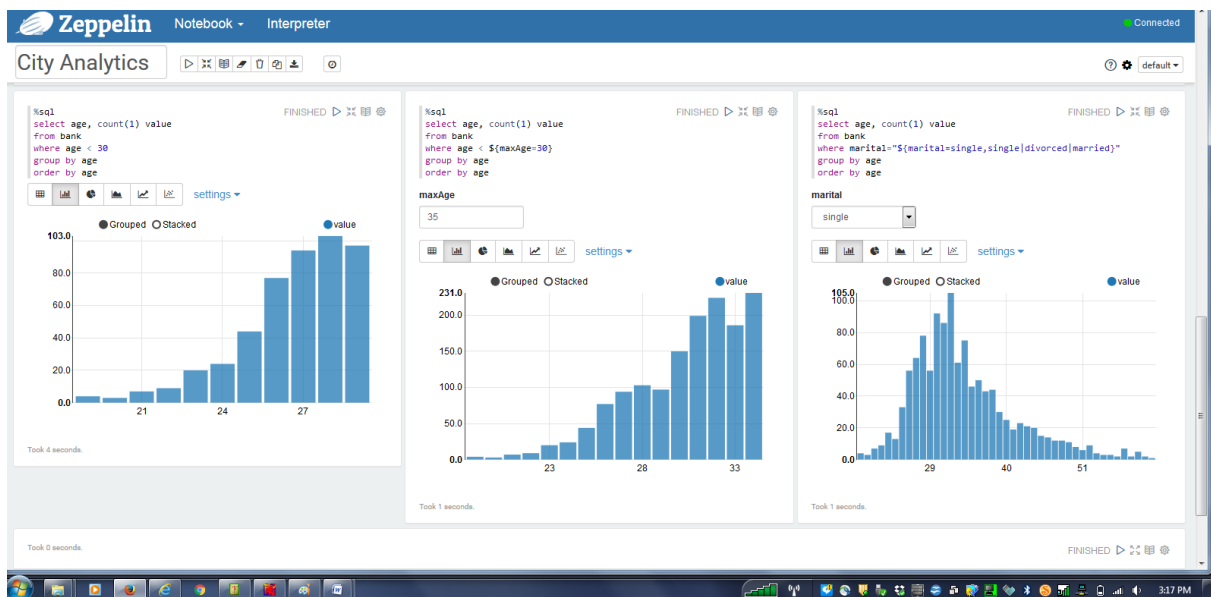 Zeppelin Notebook Interpreter Connected
City Analytics default
%sql FINISHED
select age, count(1) value
from bank
where age < 30
group by age
order by age
settings
Grouped Stacked value
103.0
80.0
60.0
40.0
20.0
0.0
21 24 27
Took 4 seconds.
%sql FINISHED
select age, count(1) value
from bank
where age < ${maxAge=30}
group by age
order by age
maxAge
35
settings
Grouped Stacked value
231.0
200.0
150.0
100.0
50.0
0.0
23 28 33
Took 1 seconds.
%sql FINISHED
select age, count(1) value
from bank
where marital="${marital=single,single|divorced|married}"
group by age
order by age
marital
single
settings
Grouped Stacked value
105.0
100.0
80.0
60.0
40.0
20.0
0.0
29 40 51
Took 1 seconds.
Took 0 seconds. FINISHED
3:17 PM